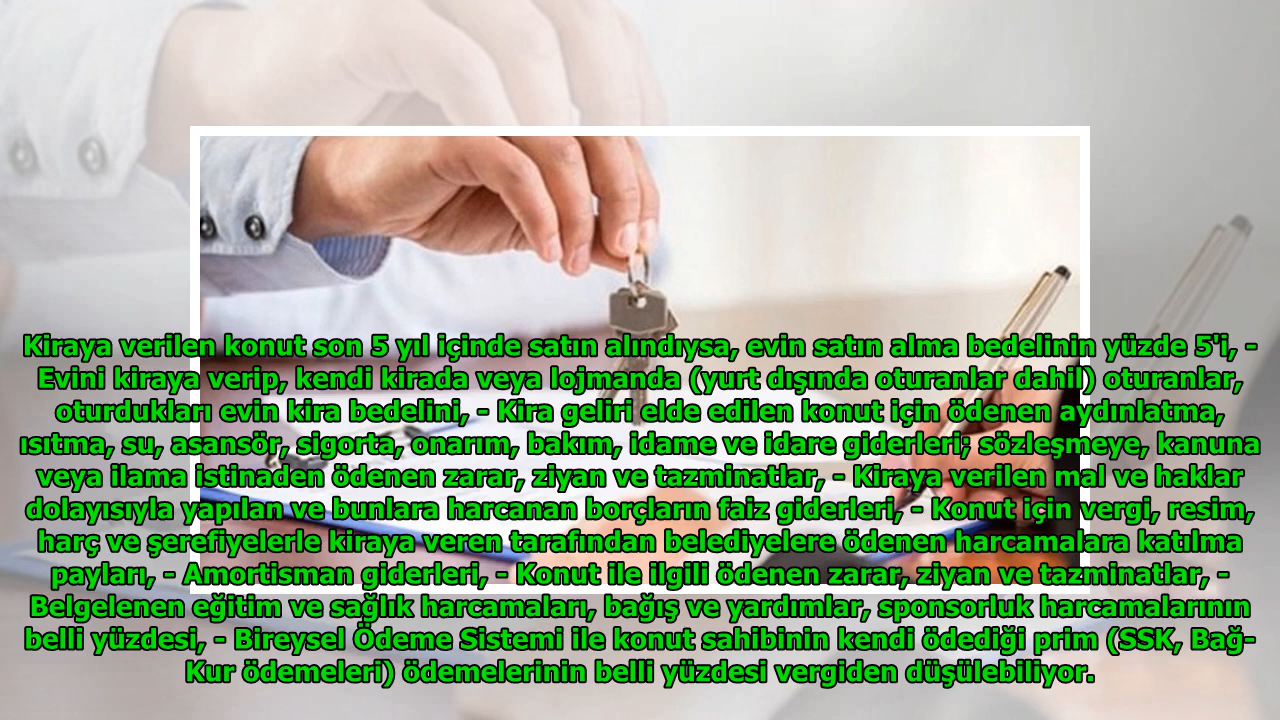 Kiraya verilen konut son 5 yıl içinde satın alındıysa, evin satın alma bedelinin yüzde 5'i, -
Evini kiraya verip, kendi kirada veya lojmanda (yurt dışında oturanlar dahil) oturanlar,
oturdukları evin kira bedelini, - Kira geliri elde edilen konut için ödenen aydınlatma,
ısıtma, su, asansör, sigorta, onarım, bakım, idame ve idare giderleri; sözleşmeye, kanuna
veya ilama istinaden ödenen zarar, ziyan ve tazminatlar, - Kiraya verilen mal ve haklar
dolayısıyla yapılan ve bunlara harcanan borçların faiz giderleri, - Konut için vergi, resim,
harç ve şerefiyelerle kiraya veren tarafından belediyelere ödenen harcamalara katılma
payları, - Amortisman giderleri, - Konut ile ilgili ödenen zarar, ziyan ve tazminatlar, -
Belgelenen eğitim ve sağlık harcamaları, bağış ve yardımlar, sponsorluk harcamalarının
belli yüzdesi, - Bireysel Ödeme Sistemi ile konut sahibinin kendi ödediği prim (SSK, Bağ-
Kur ödemeleri) ödemelerinin belli yüzdesi vergiden düşülebiliyor.